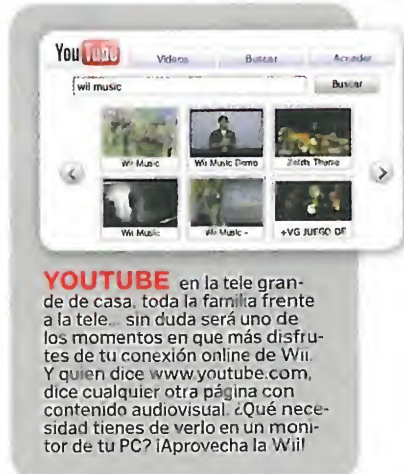 You Tube
Videos Buscar Acceder
wii music Buscar
Wii Music Wii Music Demo Zelda Theme
Wii Music Wii Music - +VG JUEGO DE
YOUTUBE en la tele gran-
de de casa, toda la familia frente
a la tele... sin duda será uno de
los momentos en que más disfru-
tes de tu conexión online de Wii.
Y quien dice www.youtube.com,
dice cualquier otra página con
contenido audiovisual. ¿Qué nece-
sidad tienes de verlo en un moni-
tor de tu PC? ¡Aprovecha la Wii!